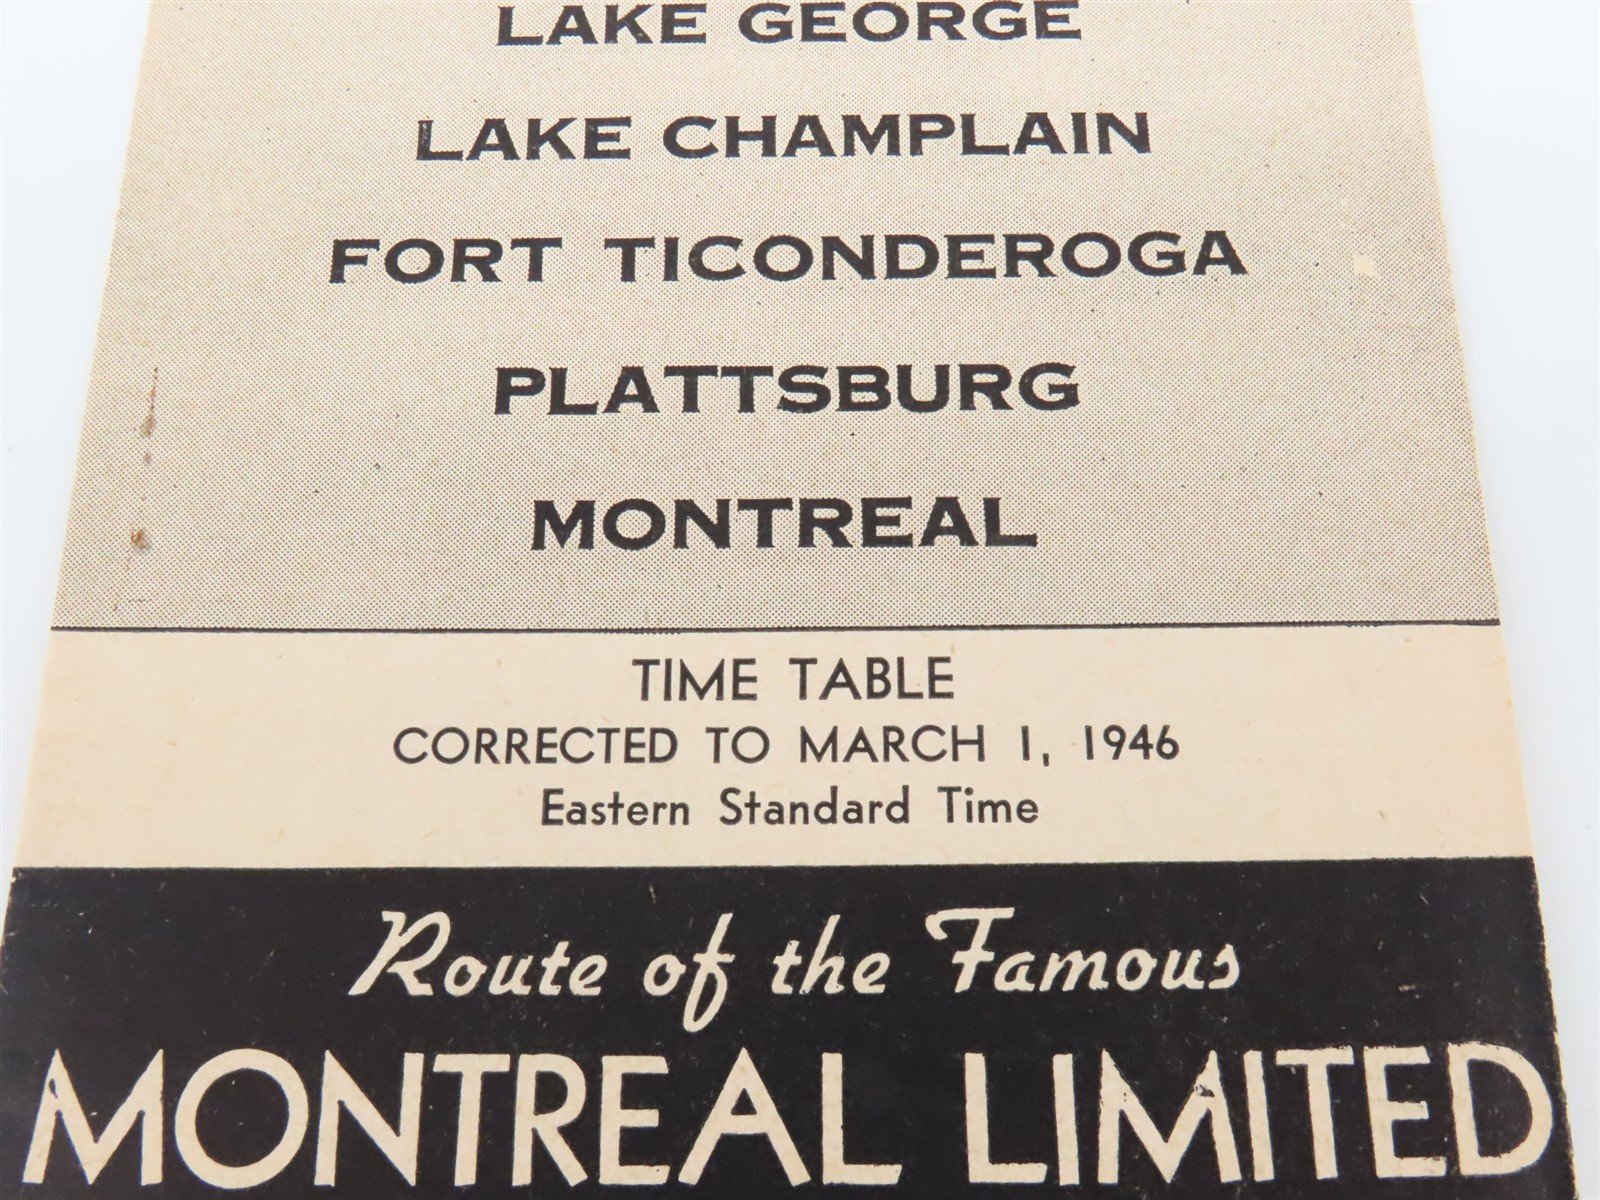 LAKE GEORGE
LAKE CHAMPLAIN
FORT TICONDEROGA
PLATTSBURG
MONTREAL
TIME TABLE
CORRECTED TO MARCH 1, 1946
Eastern Standard Time
Route of the Famous
MONTREAL LIMITED